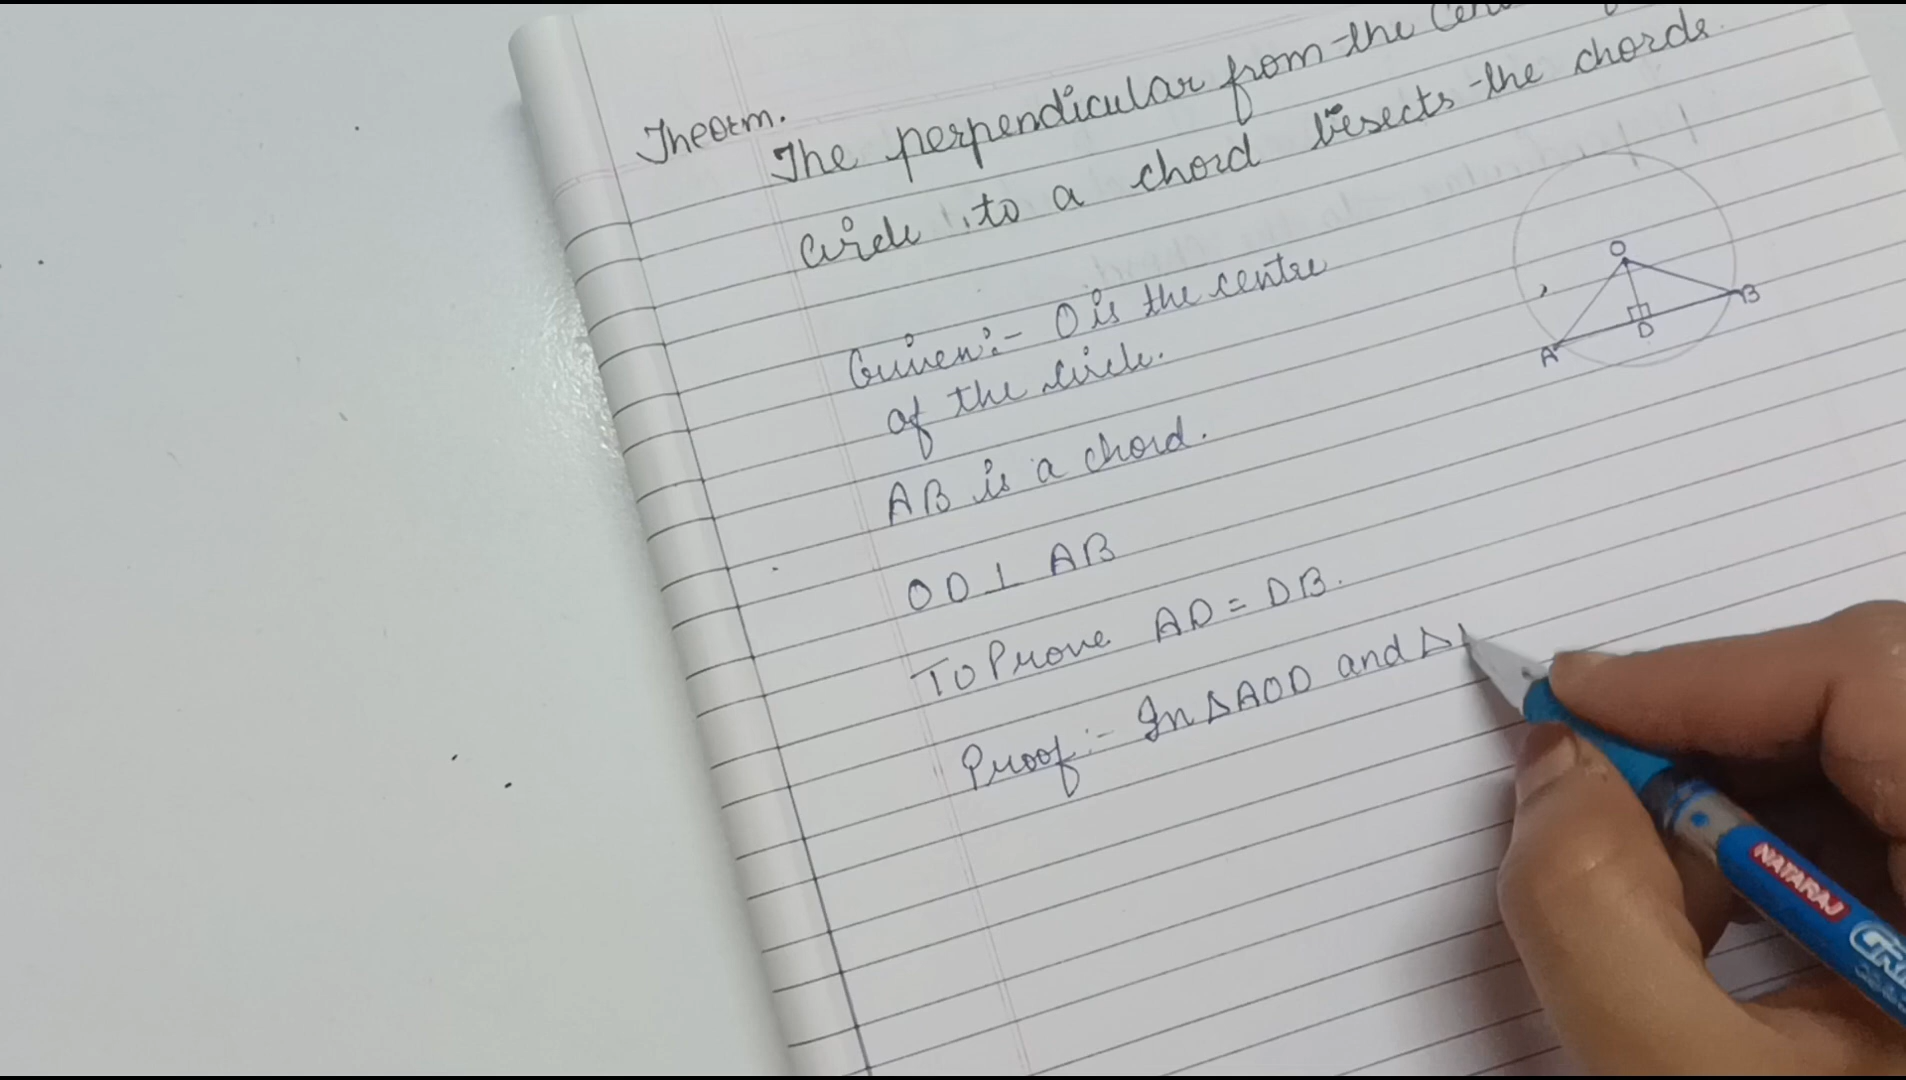 Theorm.
The perpendicular from the
circle to a chord bisects the chords.
Given:- O is the centre
of the circle.
AB is a chord.
OD ⊥ AB
To Prove AD = DB.
Proof:- In △AOD and △
O
A
D
B
NATARAJ